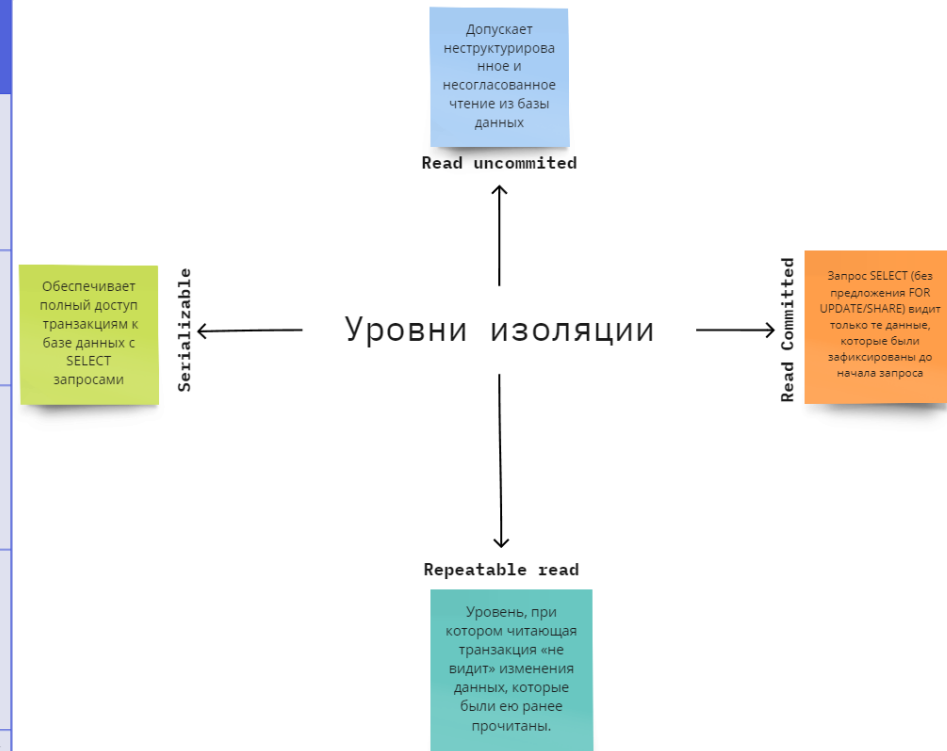 Допускает
неструктурирова
нное и
несогласованное
чтение из базы
данных
Read uncommited
Обеспечивает
полный доступ
транзакциям к
базе данных с
SELECT
запросами
Serializable
Уровни изоляции
Read Committed
Запрос SELECT (без
предложения FOR
UPDATE/SHARE) видит
только те данные,
которые были
зафиксированы до
начала запроса
Repeatable read
Уровень, при
котором читающая
транзакция «не
видит» изменения
данных, которые
были ею ранее
прочитаны.